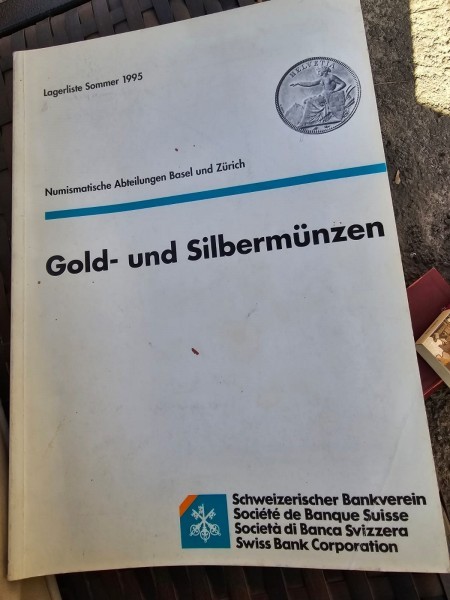 Lagerliste Sommer 1995
HELVETIA
Numismatische Abteilungen Basel und Zürich
Gold- und Silbermünzen
Schweizerischer Bankverein
Société de Banque Suisse
Società di Banca Svizzera
Swiss Bank Corporation